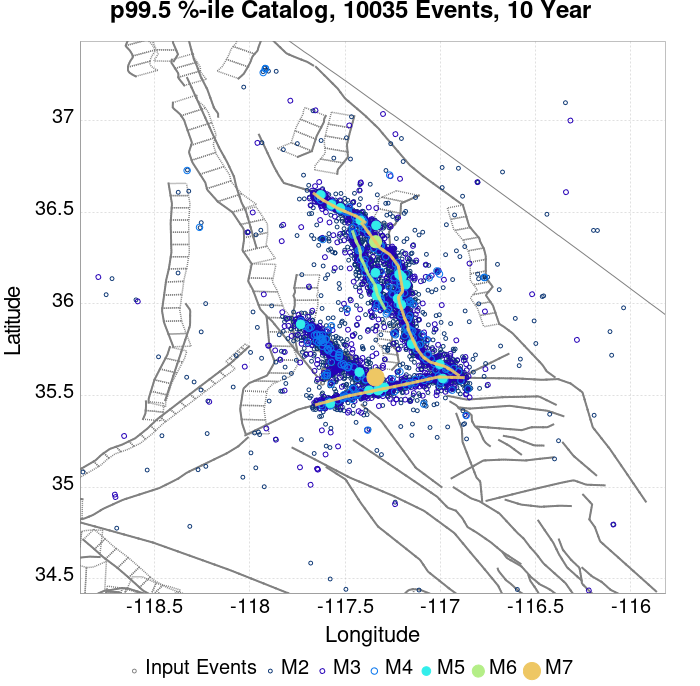 p99.5 %-ile Catalog, 10035 Events, 10 Year
37
36.5
36
35.5
35
34.5
Latitude
-118.5 -118 -117.5 -117 -116.5 -116
Longitude
Input Events M2 M3 M4 M5 M6 M7